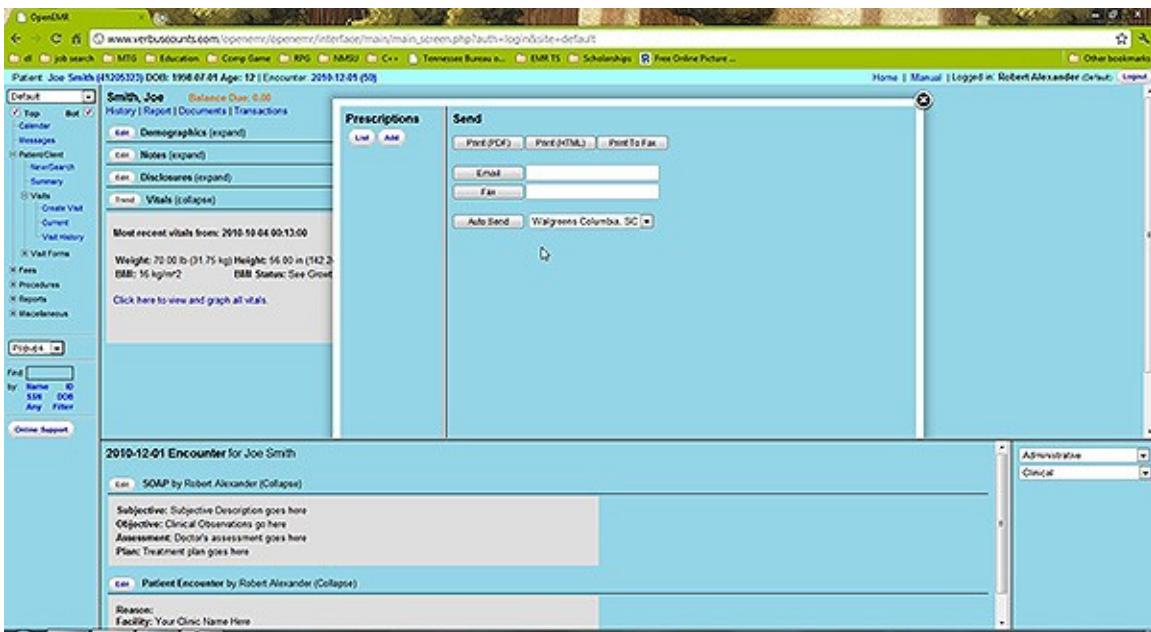 OpenEMR
www.verbuscounts.com/openemr/openemr/interface/main/main_screen.php?auth=login&site=default
dl job search MTG Education Comp Game RPG NMSU C++ Tennessee Bureau o... EMR TS Scholarships Free Online Picture ... Other bookmarks
Patient: Joe Smith (41205323) DOB: 1998-07-01 Age: 12 | Encounter: 2010-12-01 (50)
Home | Manual | Logged in: Robert Alexander (Default) Logout
Default
Top Bot
Calendar
Messages
Patient/Client
New/Search
Summary
Visits
Create Visit
Current
Visit History
Visit Forms
Fees
Procedures
Reports
Miscellaneous
Popups
Find
by: Name ID
SSN DOB
Any Filter
Online Support
Smith, Joe Balance Due: 0.00
History | Report | Documents | Transactions
Edit Demographics (expand)
Edit Notes (expand)
Edit Disclosures (expand)
Trend Vitals (collapse)
Most recent vitals from: 2010-10-04 00:13:00
Weight: 70.00 lb (31.75 kg) Height: 56.00 in (142.2
BMI: 16 kg/m^2 BMI Status: See Growt
Click here to view and graph all vitals.
Prescriptions
List Add
Send
Print (PDF) Print (HTML) Print To Fax
Email
Fax
Auto Send Walgreens Columbia, SC
2010-12-01 Encounter for Joe Smith
Edit SOAP by Robert Alexander (Collapse)
Subjective: Subjective Description goes here
Objective: Clinical Observations go here
Assessment: Doctor's assessment goes here
Plan: Treatment plan goes here
Edit Patient Encounter by Robert Alexander (Collapse)
Reason:
Facility: Your Clinic Name Here
Administrative
Clinical